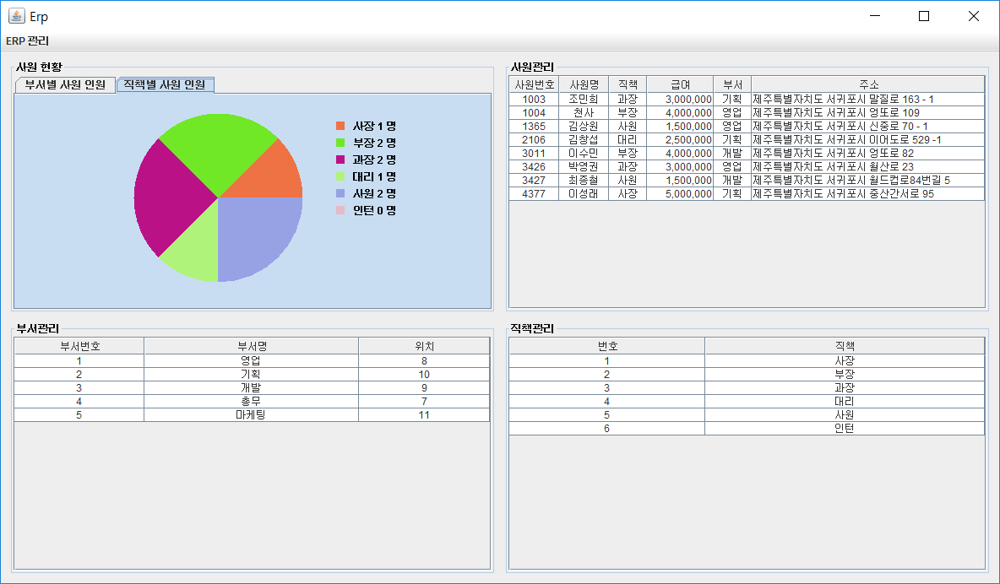 Erp
ERP 관리
사원 현황
부서별 사원 인원 직책별 사원 인원
사장 1 명
부장 2 명
과장 2 명
대리 1 명
사원 2 명
인턴 0 명
사원관리
사원번호 사원명 직책 급여 부서 주소
1003 조민희 과장 3,000,000 기획 제주특별자치도 서귀포시 말질로 163 - 1
1004 천사 부장 4,000,000 영업 제주특별자치도 서귀포시 엉또로 109
1365 김상원 사원 1,500,000 영업 제주특별자치도 서귀포시 신중로 70 - 1
2106 김창섭 대리 2,500,000 기획 제주특별자치도 서귀포시 이어도로 529 -1
3011 이수민 부장 4,000,000 개발 제주특별자치도 서귀포시 엉또로 82
3426 박영권 과장 3,000,000 영업 제주특별자치도 서귀포시 월산로 23
3427 최종철 사원 1,500,000 개발 제주특별자치도 서귀포시 월드컵로84번길 5
4377 이성래 사장 5,000,000 기획 제주특별자치도 서귀포시 중산간서로 95
부서관리
부서번호 부서명 위치
1 영업 8
2 기획 10
3 개발 9
4 총무 7
5 마케팅 11
직책관리
번호 직책
1 사장
2 부장
3 과장
4 대리
5 사원
6 인턴